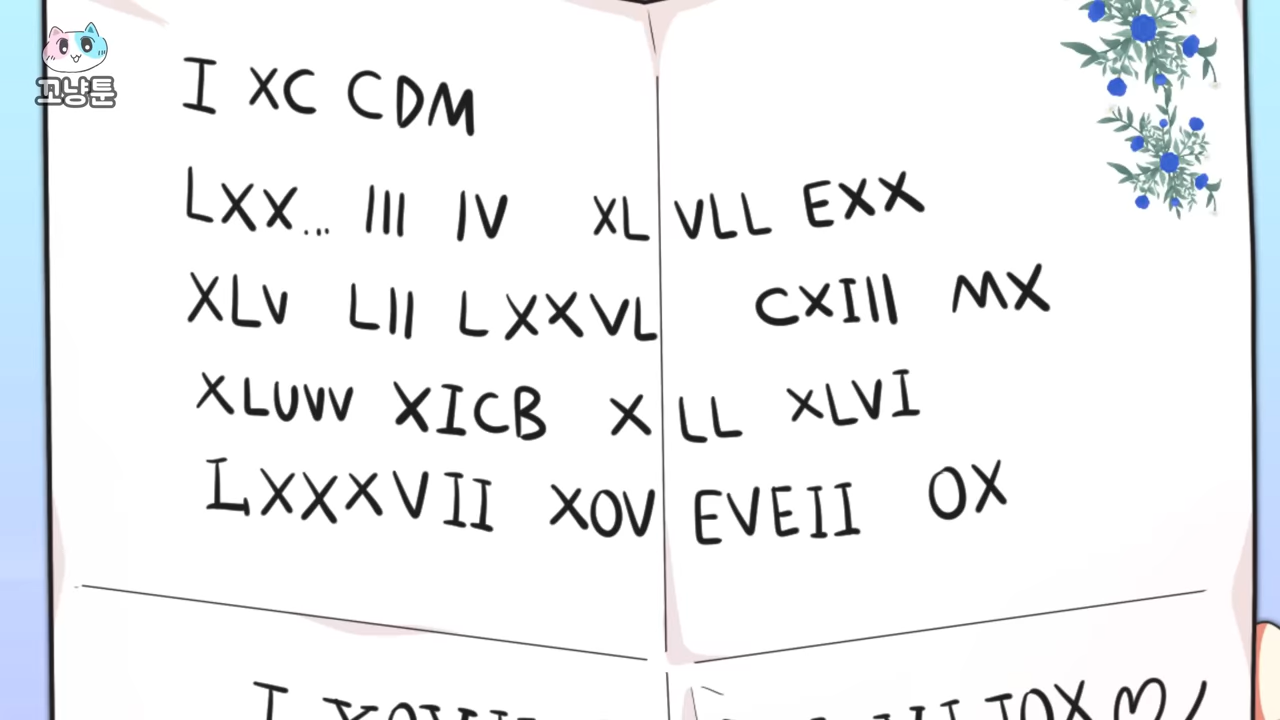 꼬냥툰
I XC CDM
LXX... III IV XL VLL EXX
XLV LII LXXVL CXIII MX
XLUVV XICB X LL XLVI
LXXXVII XOV EVEII OX